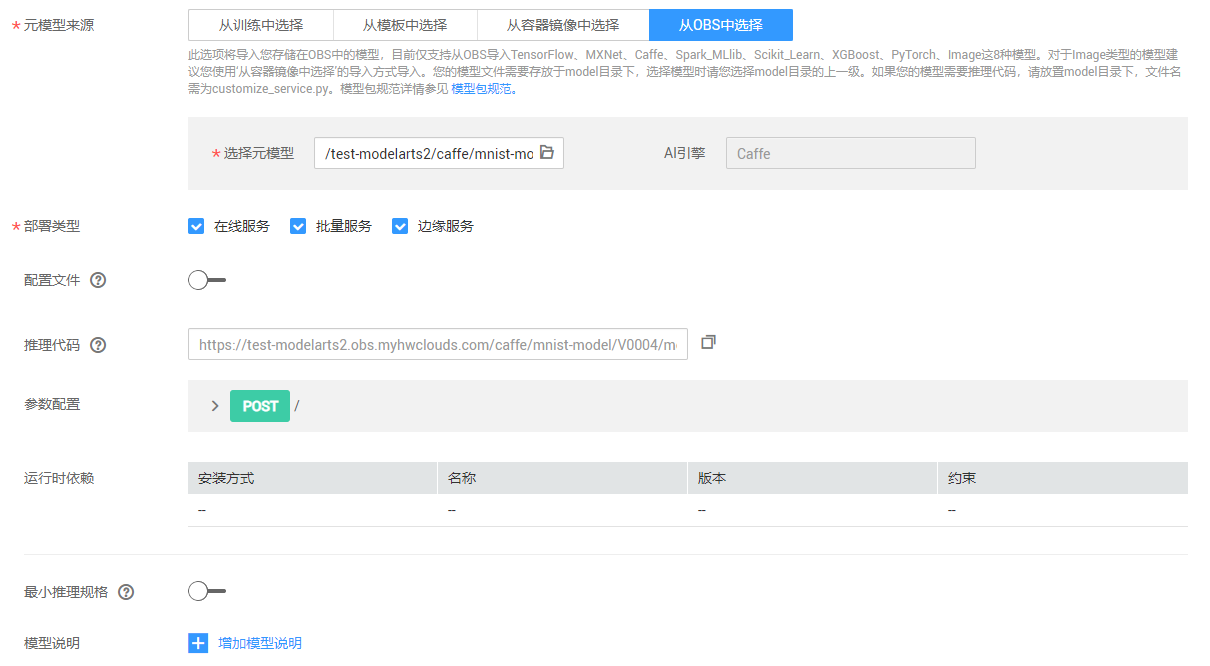 * 元模型来源
从训练中选择 从模板中选择 从容器镜像中选择 从OBS中选择
此选项将导入您存储在OBS中的模型，目前仅支持从OBS导入TensorFlow、MXNet、Caffe、Spark_MLlib、Scikit_Learn、XGBoost、PyTorch、Image这8种模型。对于Image类型的模型建
议您使用'从容器镜像中选择'的导入方式导入。您的模型文件需要存放于model目录下，选择模型时请您选择model目录的上一级。如果您的模型需要推理代码，请放置model目录下，文件名
需为customize_service.py。模型包规范详情参见 模型包规范。
* 选择元模型 /test-modelarts2/caffe/mnist-mo AI引擎 Caffe
* 部署类型 在线服务 批量服务 边缘服务
配置文件 ?
推理代码 ? https://test-modelarts2.obs.myhwclouds.com/caffe/mnist-model/V0004/m
参数配置 > POST /
运行时依赖 安装方式 名称 版本 约束
-- -- -- --
最小推理规格 ?
模型说明 + 增加模型说明